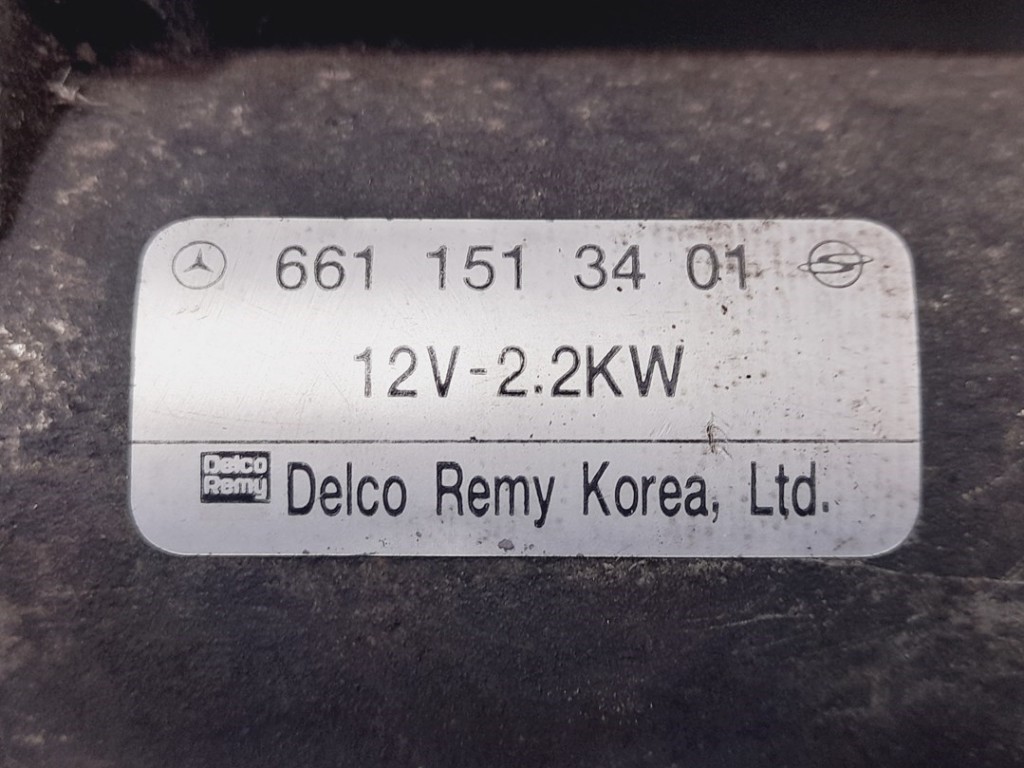 661 151 34 01
12V-2.2KW
Delco Remy Delco Remy Korea, Ltd.